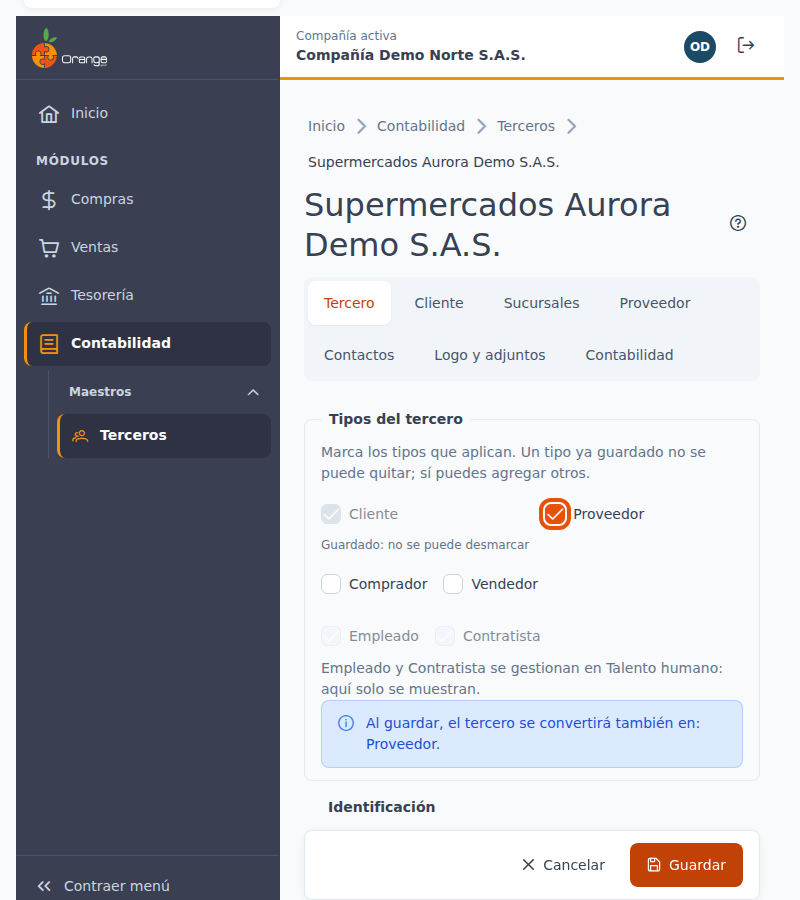 Orange
Inicio
MÓDULOS
Compras
Ventas
Tesorería
Contabilidad
Maestros
Terceros
Contraer menú
Compañía activa
Compañía Demo Norte S.A.S.
OD
Inicio > Contabilidad > Terceros >
Supermercados Aurora Demo S.A.S.
Supermercados Aurora
Demo S.A.S.
Tercero Cliente Sucursales Proveedor
Contactos Logo y adjuntos Contabilidad
Tipos del tercero
Marca los tipos que aplican. Un tipo ya guardado no se
puede quitar; sí puedes agregar otros.
Cliente Proveedor
Guardado: no se puede desmarcar
Comprador Vendedor
Empleado Contratista
Empleado y Contratista se gestionan en Talento humano:
aquí solo se muestran.
Al guardar, el tercero se convertirá también en:
Proveedor.
Identificación
Cancelar Guardar